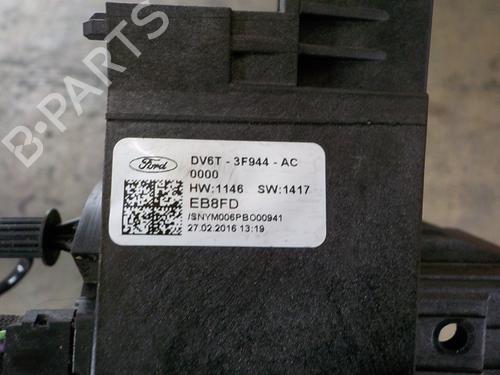 B-PARTS
Ford
DV6T - 3F944 - AC
0000
HW:1146 SW:1417
EB8FD
/SNYM006PBO00941
27.02.2016 13:19